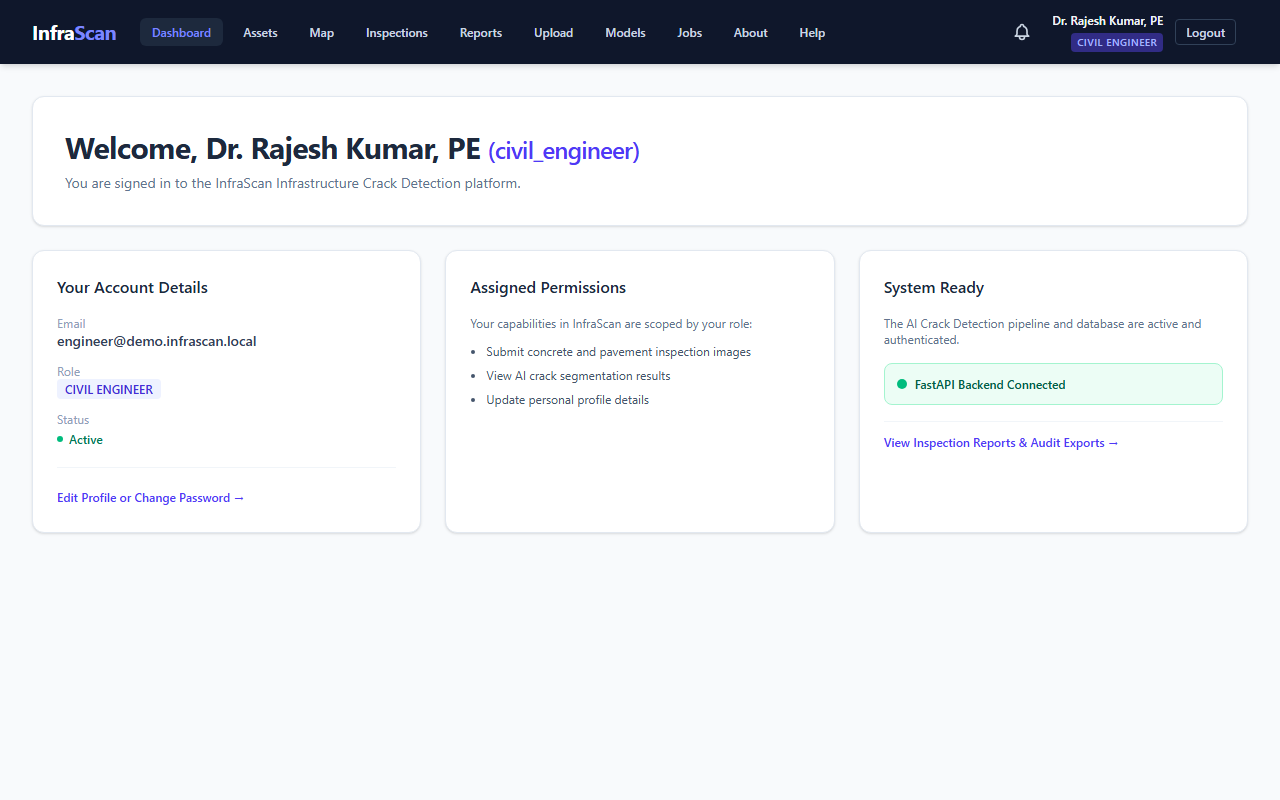 InfraScan
Dashboard
Assets
Map
Inspections
Reports
Upload
Models
Jobs
About
Help
Dr. Rajesh Kumar, PE
CIVIL ENGINEER
Logout
Welcome, Dr. Rajesh Kumar, PE (civil_engineer)
You are signed in to the InfraScan Infrastructure Crack Detection platform.
Your Account Details
Email
engineer@demo.infrascan.local
Role
CIVIL ENGINEER
Status
Active
Edit Profile or Change Password →
Assigned Permissions
Your capabilities in InfraScan are scoped by your role:
• Submit concrete and pavement inspection images
• View AI crack segmentation results
• Update personal profile details
System Ready
The AI Crack Detection pipeline and database are active and
authenticated.
FastAPI Backend Connected
View Inspection Reports & Audit Exports →